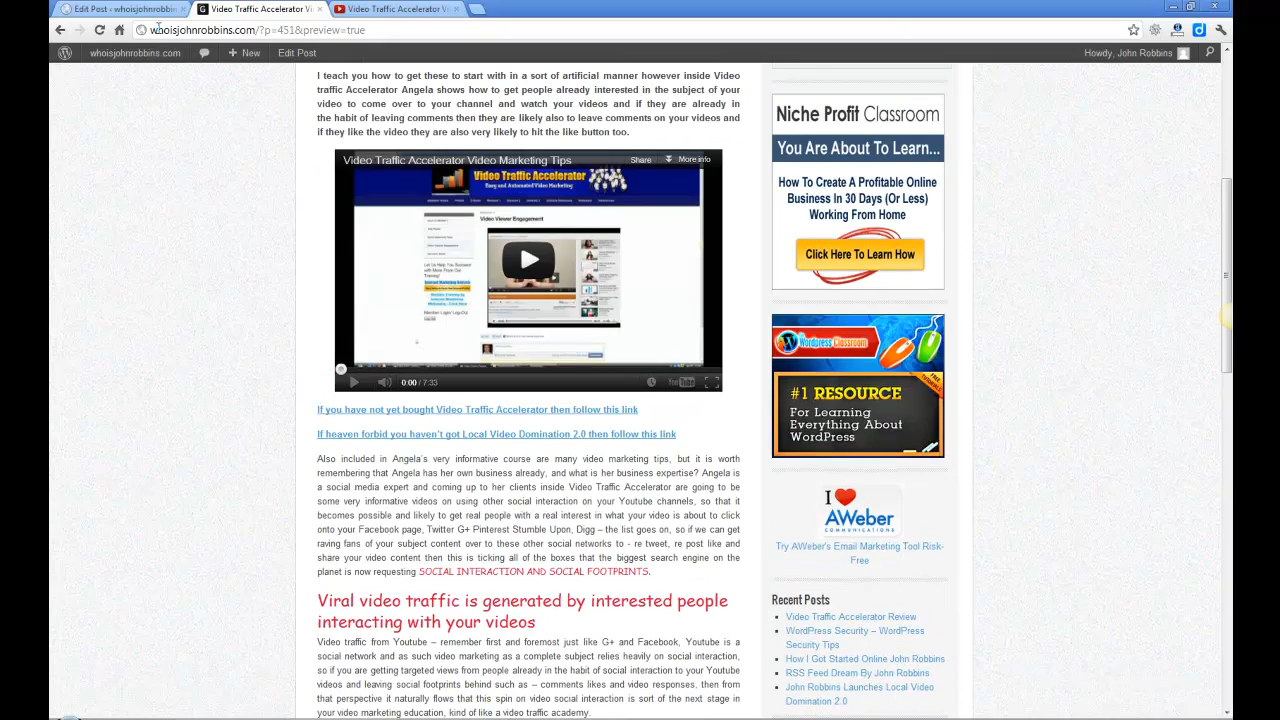 Edit Post ‹ whoisjohnrobbin
Video Traffic Accelerator Vi
Video Traffic Accelerator V
whoisjohnrobbins.com/?p=451&preview=true
whoisjohnrobbins.com
+ New
Edit Post
Howdy, John Robbins
I teach you how to get these to start with in a sort of artificial manner however inside Video
traffic Accelerator Angela shows how to get people already interested in the subject of your
video to come over to your channel and watch your videos and if they are already in
the habit of leaving comments then they are likely also to leave comments on your videos and
if they like the video they are also very likely to hit the like button too.
Video Traffic Accelerator Video Marketing Tips
Share
More info
Video Traffic Accelerator
Easy and Automated Video Marketing
Video Viewer Engagement
0:00 / 7:33
YouTube
If you have not yet bought Video Traffic Accelerator then follow this link
If heaven forbid you haven't got Local Video Domination 2.0 then follow this link
Also included in Angela's very informative course are many video marketing tips, but it is worth
remembering that Angela has her own business already, and what is her business expertise? Angela is
a social media expert and coming up to her clients inside Video Traffic Accelerator are going to be
some very informative videos on using other social interaction on your Youtube channels, so that it
becomes possible and likely to get real people with a real interest in what your video is about to click
onto your Facebook page, Twitter G+ Pinterest Stumble Upon, Digg – the list goes on, so if we can get
raving fans of your subject content over to these other social networks to - re tweet, re post like and
share your video content then this is ticking all of the boxes that the biggest search engine on the
planet is now requesting SOCIAL INTERACTION AND SOCIAL FOOTPRINTS.
Viral video traffic is generated by interested people
interacting with your videos
Video traffic from Youtube – remember first and foremost just like G+ and Facebook, Youtube is a
social network and as such video marketing as a complete subject relies heavily on social interaction,
so if you are getting targeted views from people already in the habit of social interaction to your Youtube
videos and leaving social footprints behind such as – comments likes and video responses, then from
that perspective it naturally flows that this spin on video social interaction is sort of the next stage in
your video marketing education, kind of like a video traffic academy.
Niche Profit Classroom
You Are About To Learn...
How To Create A Profitable Online
Business In 30 Days (Or Less)
Working From Home
Click Here To Learn How
Wordpress Classroom
FREE TUTORIALS
#1 RESOURCE
For Learning
Everything About
WordPress
I
AWeber
COMMUNICATIONS
Try AWeber's Email Marketing Tool Risk-
Free
Recent Posts
Video Traffic Accelerator Review
WordPress Security – WordPress
Security Tips
How I Got Started Online John Robbins
RSS Feed Dream By John Robbins
John Robbins Launches Local Video
Domination 2.0